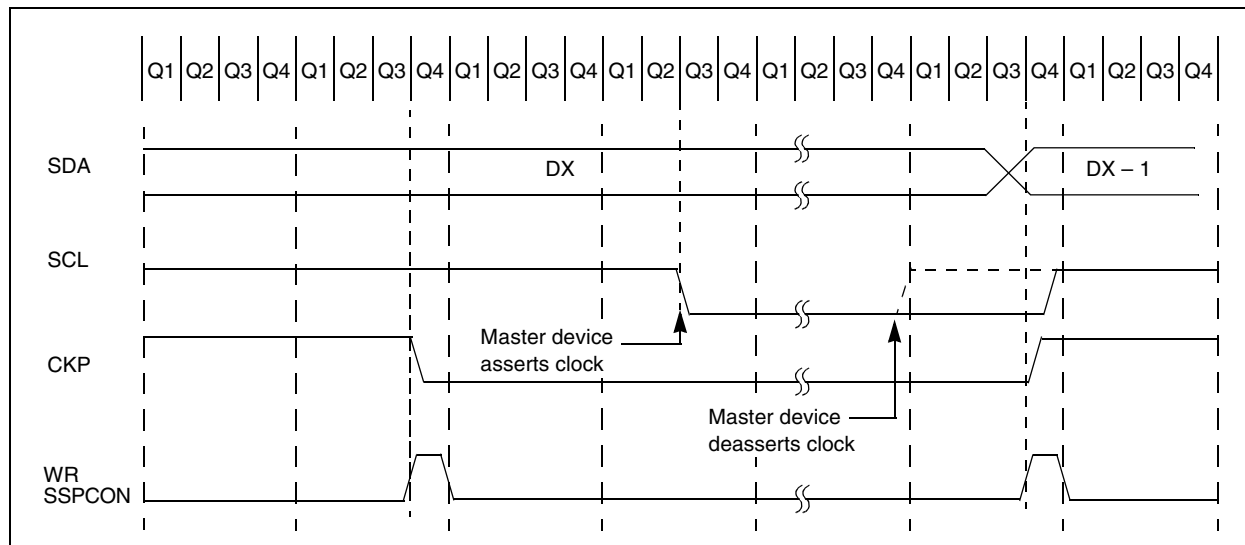 Q1 Q2 Q3 Q4 Q1 Q2 Q3 Q4 Q1 Q2 Q3 Q4 Q1 Q2 Q3 Q4 Q1 Q2 Q3 Q4 Q1 Q2 Q3 Q4 Q1 Q2 Q3 Q4
SDA
DX
DX – 1
SCL
Master device
asserts clock
CKP
Master device
deasserts clock
WR
SSPCON